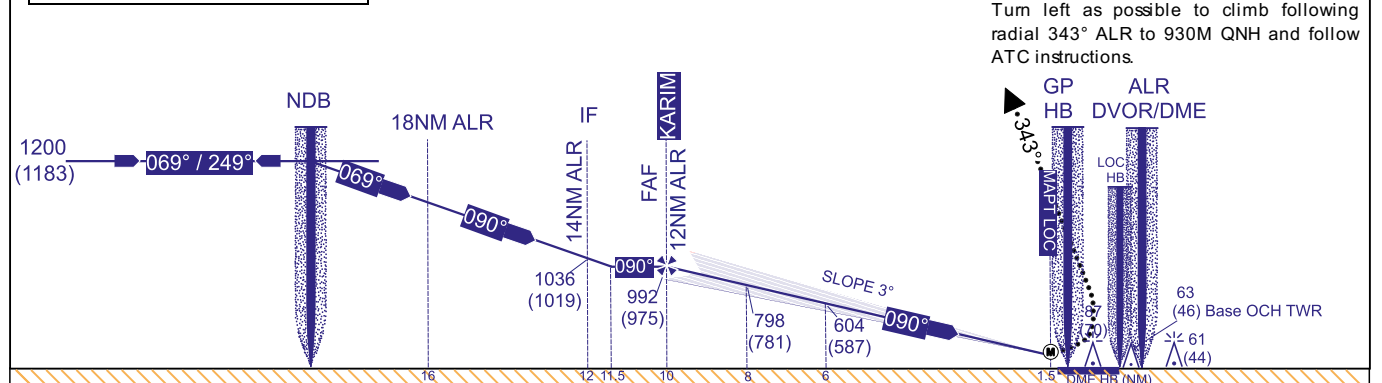 Turn left as possible to climb following
radial 343° ALR to 930M QNH and follow
ATC instructions.
NDB
18NM ALR
IF
14NM ALR
KARIM
FAF
12NM ALR
GP
HB
ALR
DVOR/DME
LOC
HB
343°
MAPT LOC
1200
(1183)
069° / 249°
069°
090°
090°
1036
(1019)
992
(975)
SLOPE 3°
798
(781)
604
(587)
090°
87
(70)
63
(46) Base OCH TWR
61
(44)
M
16
12
11.5
10
8
6
1.5
DME HB (NM)